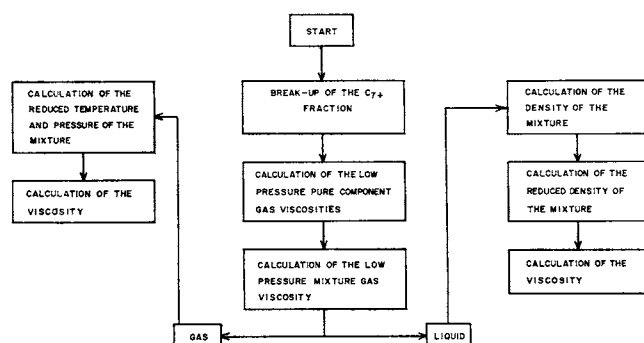 START
BREAK-UP OF THE C7+
FRACTION
CALCULATION OF THE LOW
PRESSURE PURE COMPONENT
GAS VISCOSITIES
CALCULATION OF THE LOW
PRESSURE MIXTURE GAS
VISCOSITY
GAS
LIQUID
CALCULATION OF THE
REDUCED TEMPERATURE
AND PRESSURE OF THE
MIXTURE
CALCULATION OF THE
VISCOSITY
CALCULATION OF THE
DENSITY OF THE
MIXTURE
CALCULATION OF
THE REDUCED DENSITY OF
THE MIXTURE
CALCULATION OF THE
VISCOSITY